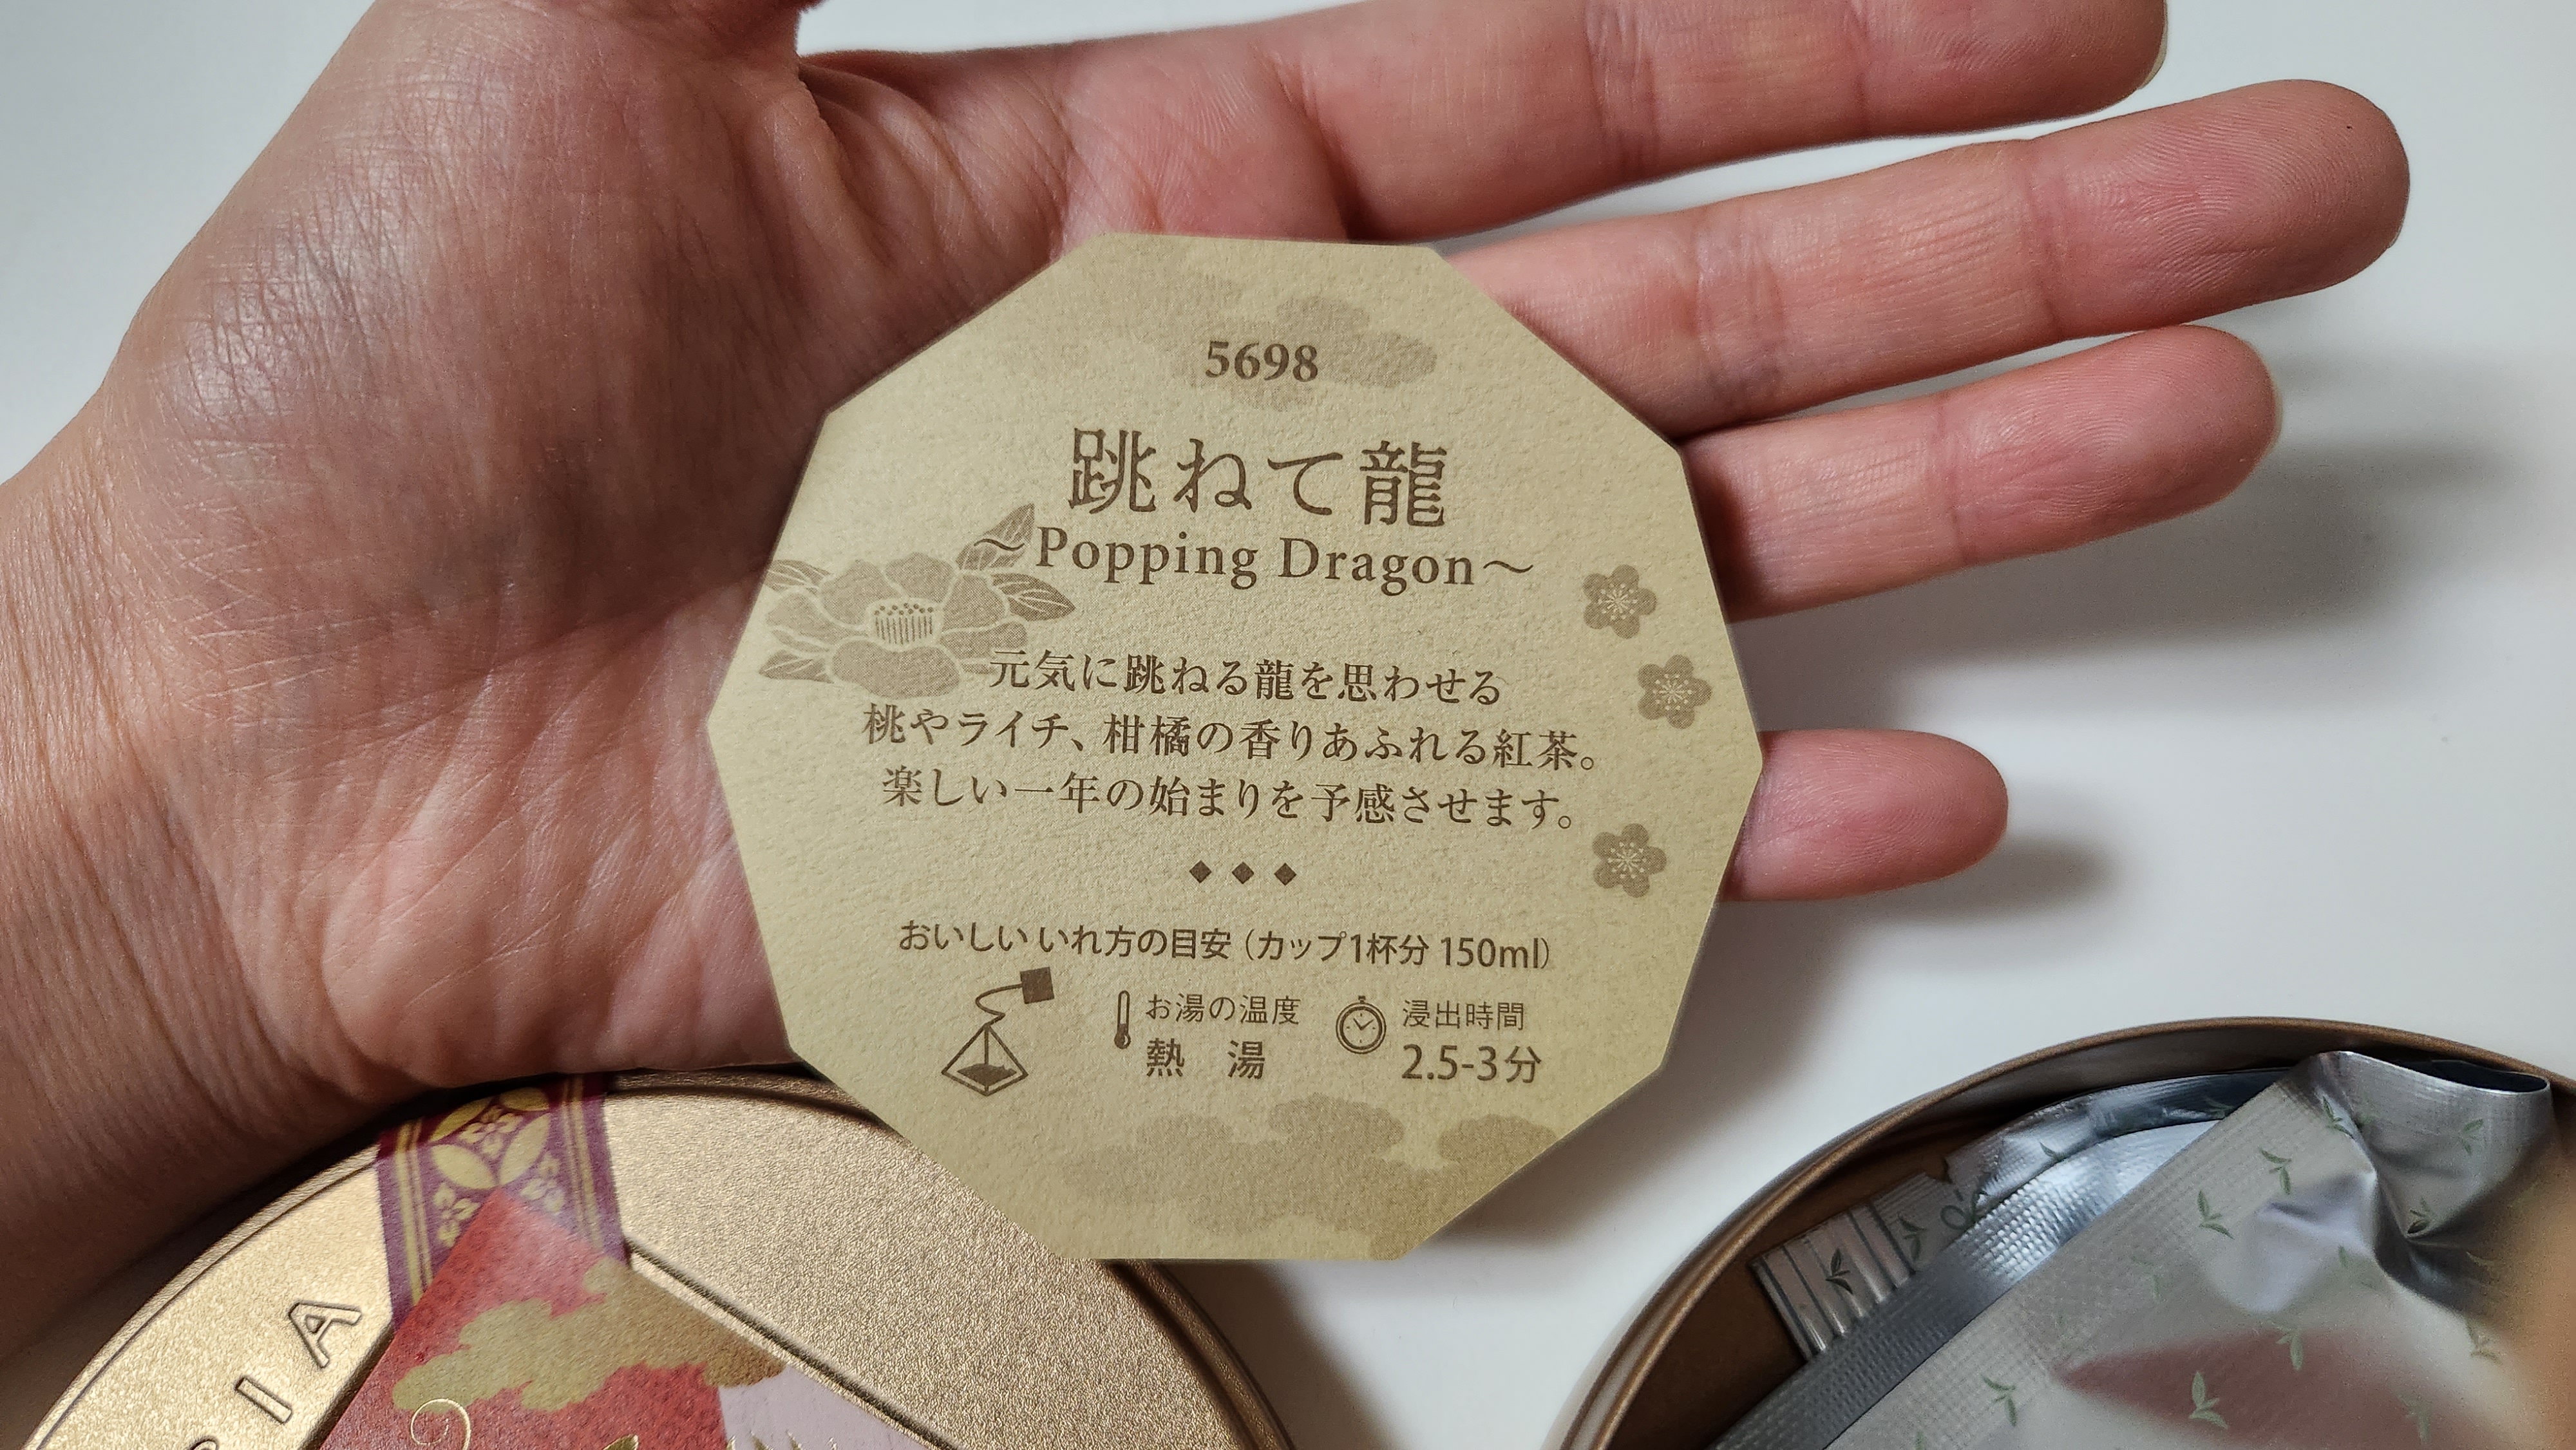 5698
跳ねて龍
〜Popping Dragon〜
元気に跳ねる龍を思わせる
桃やライチ、柑橘の香りあふれる紅茶。
楽しい一年の始まりを予感させます。
◆◆◆
おいしいいれ方の目安（カップ1杯分 150ml）
お湯の温度
熱 湯
浸出時間
2.5-3分
IA